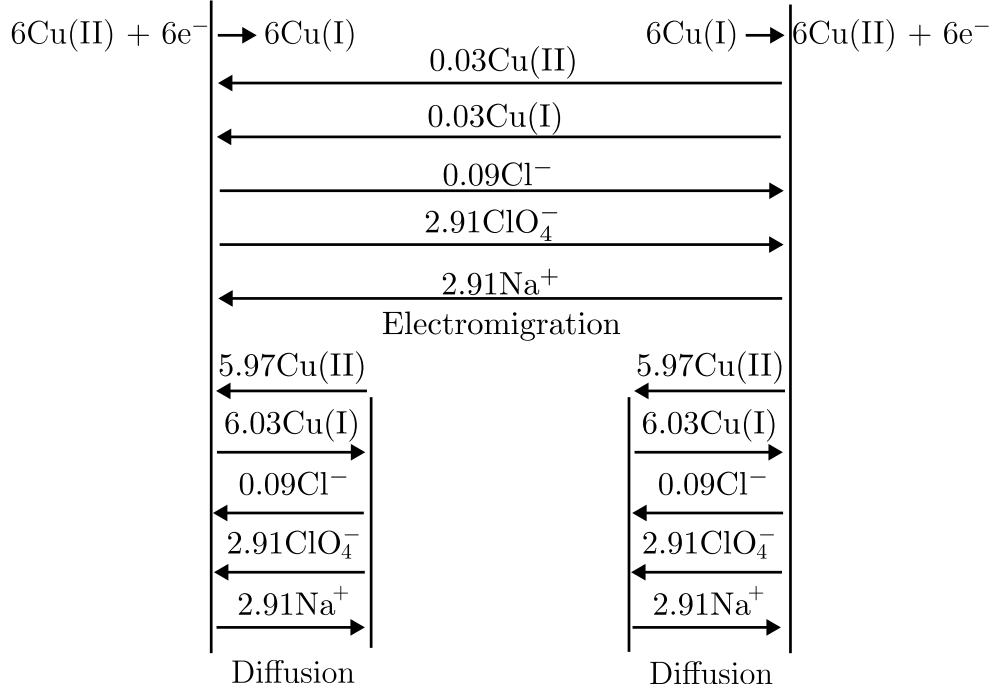 6Cu(II) + 6e⁻ → 6Cu(I) 6Cu(I) → 6Cu(II) + 6e⁻
0.03Cu(II)
0.03Cu(I)
0.09Cl⁻
2.91ClO₄⁻
2.91Na⁺
Electromigration
5.97Cu(II) 5.97Cu(II)
6.03Cu(I) 6.03Cu(I)
0.09Cl⁻ 0.09Cl⁻
2.91ClO₄⁻ 2.91ClO₄⁻
2.91Na⁺ 2.91Na⁺
Diffusion Diffusion